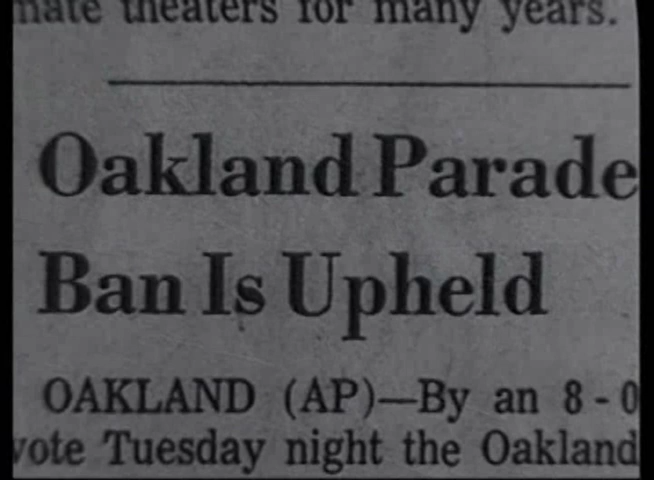 mate theaters for many years.
Oakland Parade
Ban Is Upheld
OAKLAND (AP)—By an 8-0
vote Tuesday night the Oakland